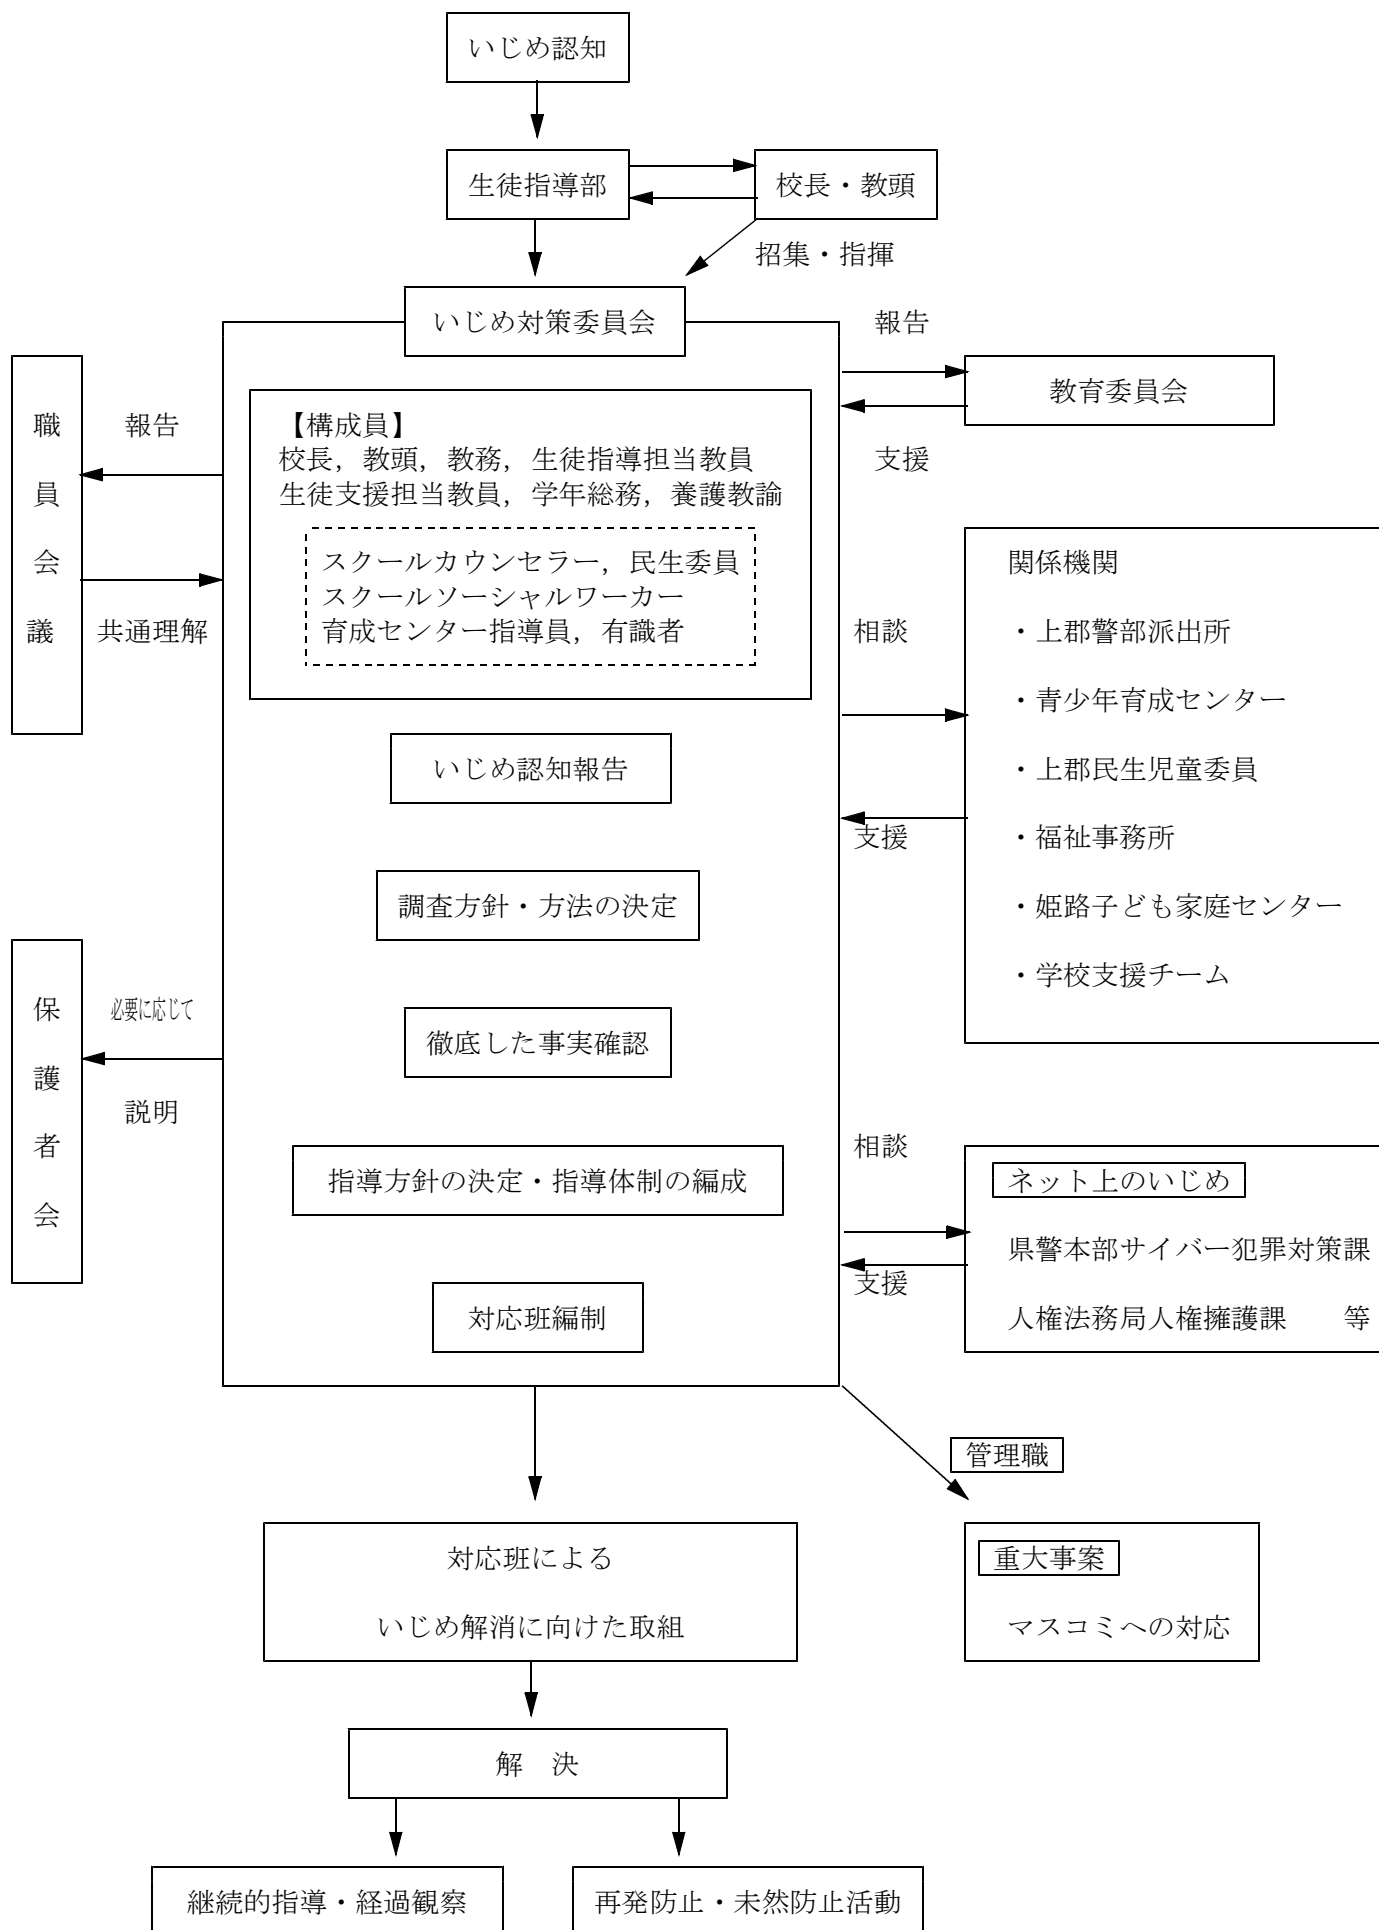 いじめ認知
生徒指導部
校長・教頭
招集・指揮
いじめ対策委員会
報告
教育委員会
支援
職員会議
報告
共通理解
【構成員】
校長，教頭，教務，生徒指導担当教員
生徒支援担当教員，学年総務，養護教諭
スクールカウンセラー，民生委員
スクールソーシャルワーカー
育成センター指導員，有識者
相談
支援
関係機関
・上郡警部派出所
・青少年育成センター
・上郡民生児童委員
・福祉事務所
・姫路子ども家庭センター
・学校支援チーム
いじめ認知報告
調査方針・方法の決定
保護者会
必要に応じて
説明
徹底した事実確認
指導方針の決定・指導体制の編成
対応班編制
相談
支援
ネット上のいじめ
県警本部サイバー犯罪対策課
人権法務局人権擁護課　　等
管理職
重大事案
マスコミへの対応
対応班による
いじめ解消に向けた取組
解　決
継続的指導・経過観察
再発防止・未然防止活動